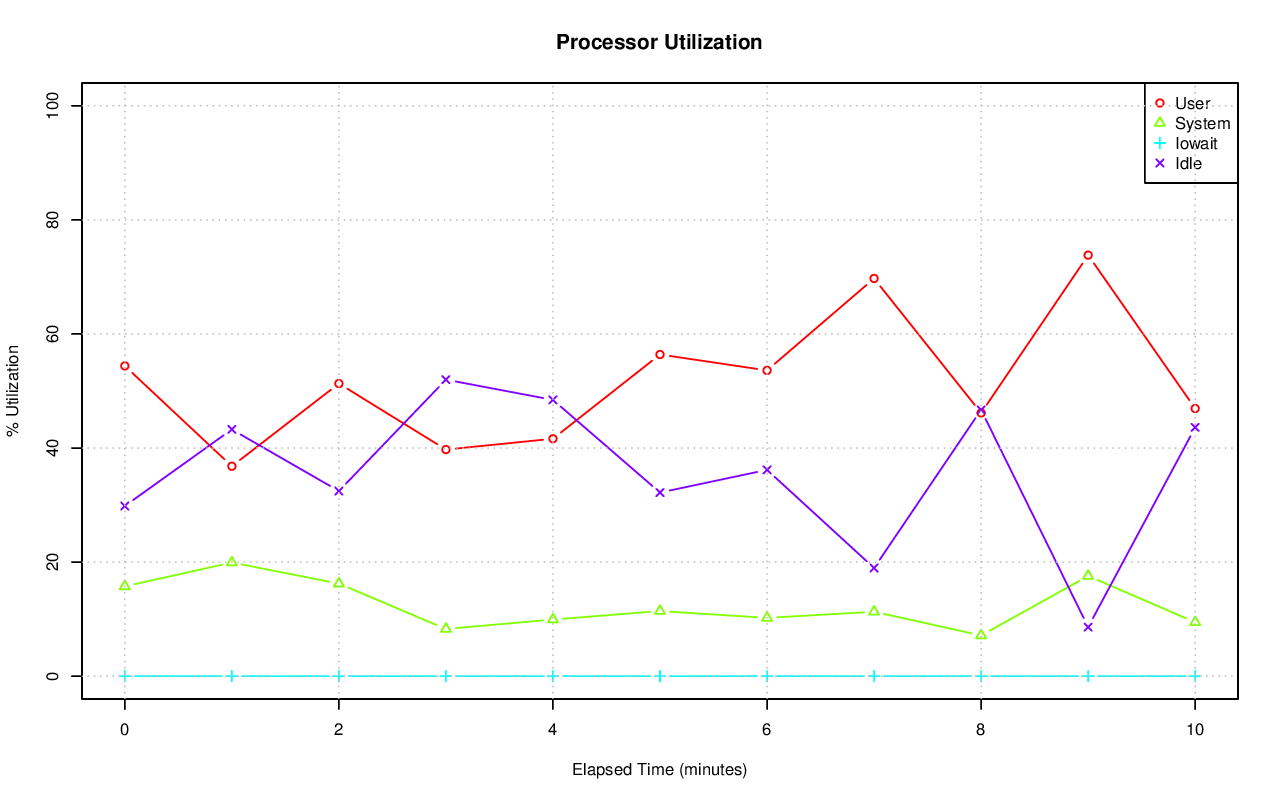 Processor Utilization
User
System
Iowait
Idle
% Utilization
100
80
60
40
20
0
0 2 4 6 8 10
Elapsed Time (minutes)